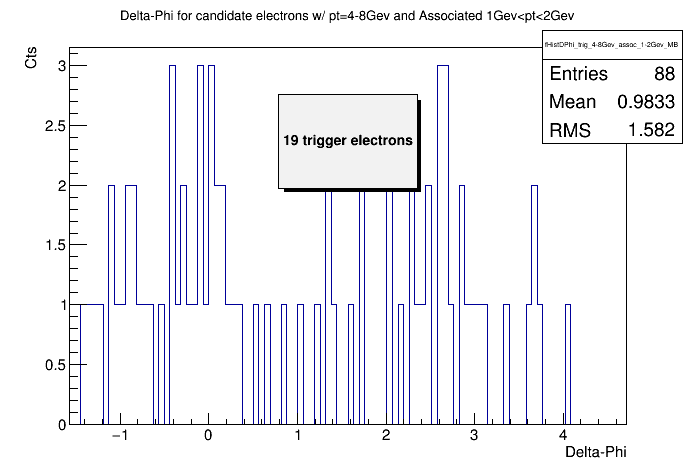 Delta-Phi for candidate electrons w/ pt=4-8Gev and Associated 1Gev<pt<2Gev
Cts
fHistDPhi_trig_4-8Gev_assoc_1-2Gev_MB
Entries 88
Mean 0.9833
RMS 1.582
19 trigger electrons
3
2.5
2
1.5
1
0.5
0
−1 0 1 2 3 4
Delta-Phi